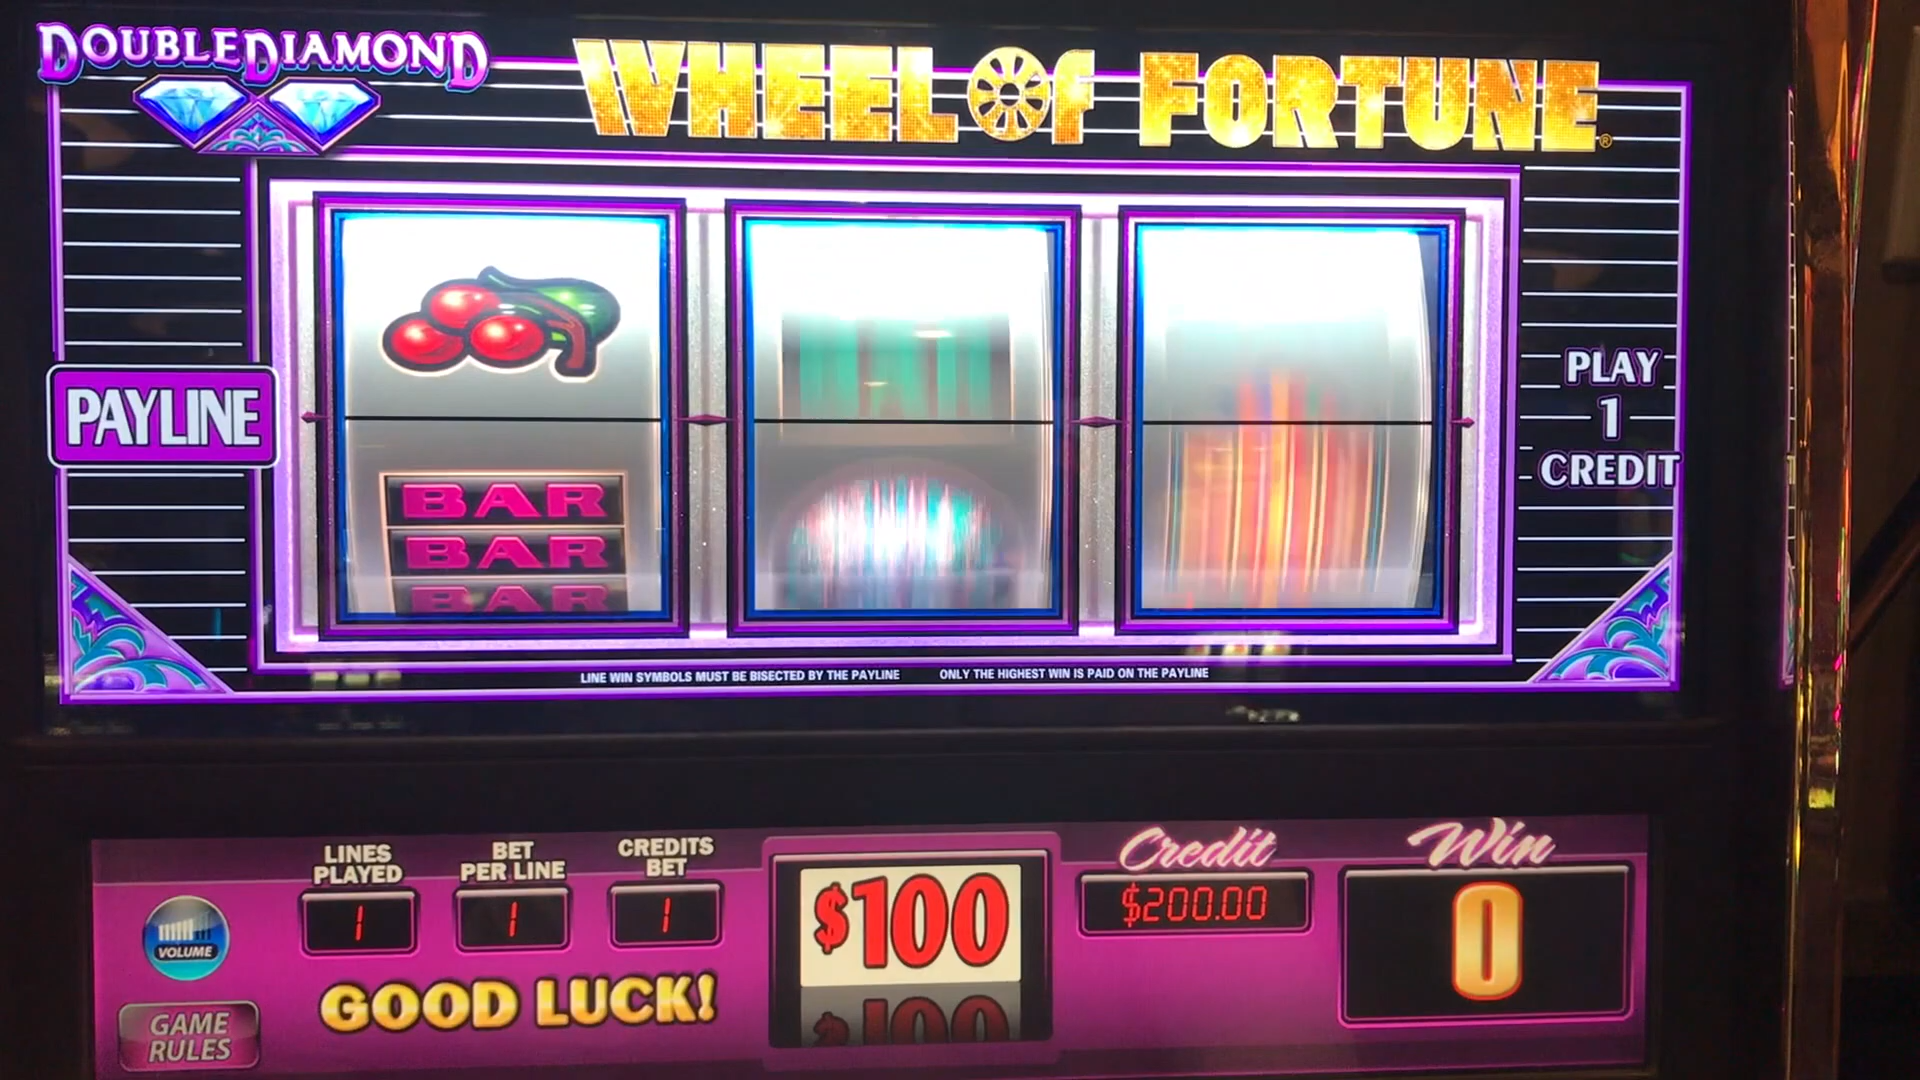 DOUBLE DIAMOND
WHEEL OF FORTUNE®
PAYLINE
BAR
BAR
BAR
PLAY
1
CREDIT
LINE WIN SYMBOLS MUST BE BISECTED BY THE PAYLINE
ONLY THE HIGHEST WIN IS PAID ON THE PAYLINE
LINES
PLAYED
1
BET
PER LINE
1
CREDITS
BET
1
$100
$100
Credit
$200.00
Win
0
VOLUME
GOOD LUCK!
GAME
RULES